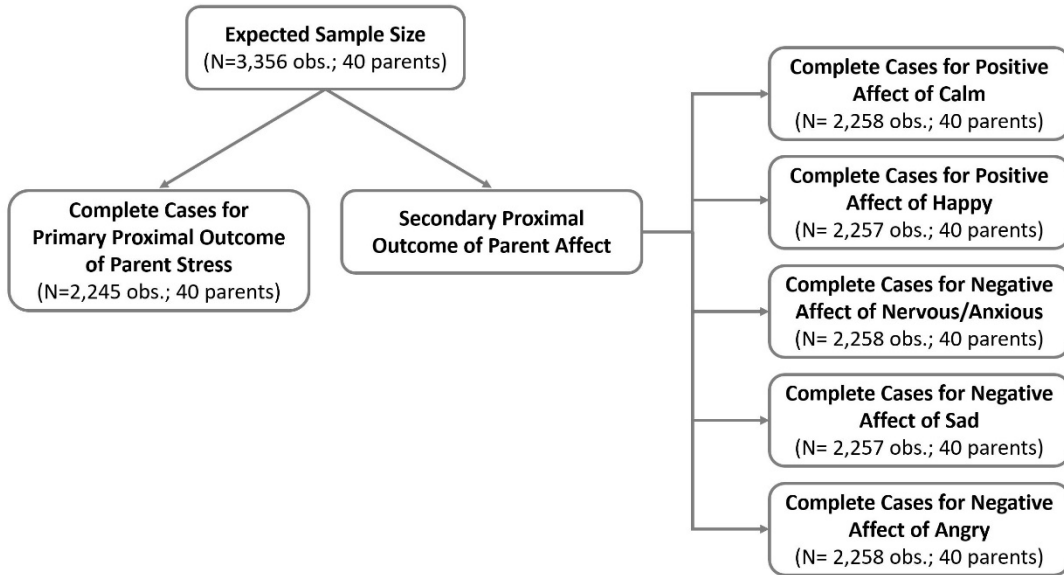 Expected Sample Size
(N=3,356 obs.; 40 parents)
Complete Cases for
Primary Proximal Outcome
of Parent Stress
(N=2,245 obs.; 40 parents)
Secondary Proximal
Outcome of Parent Affect
Complete Cases for Positive
Affect of Calm
(N= 2,258 obs.; 40 parents)
Complete Cases for Positive
Affect of Happy
(N= 2,257 obs.; 40 parents)
Complete Cases for Negative
Affect of Nervous/Anxious
(N= 2,258 obs.; 40 parents)
Complete Cases for Negative
Affect of Sad
(N= 2,257 obs.; 40 parents)
Complete Cases for Negative
Affect of Angry
(N= 2,258 obs.; 40 parents)